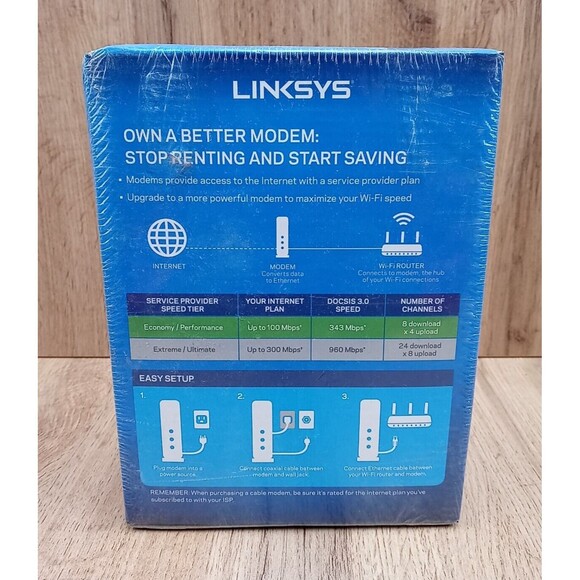 LINKSYS®
OWN A BETTER MODEM:
STOP RENTING AND START SAVING
• Modems provide access to the Internet with a service provider plan
• Upgrade to a more powerful modem to maximize your Wi-Fi speed
INTERNET
MODEM
Converts data
to Ethernet
Wi-Fi ROUTER
Connects to modem, the hub
of your Wi-Fi connections
SERVICE PROVIDER
SPEED TIER
YOUR INTERNET
PLAN
DOCSIS 3.0
SPEED
NUMBER OF
CHANNELS
Economy / Performance
Up to 100 Mbps*
343 Mbps*
8 download
x 4 upload
Extreme / Ultimate
Up to 300 Mbps*
960 Mbps*
24 download
x 8 upload
EASY SETUP
1.
2.
3.
Plug modem into a
power source.
Connect coaxial cable between
modem and wall jack.
Connect Ethernet cable between
your Wi-Fi router and modem.
REMEMBER: When purchasing a cable modem, be sure it's rated for the Internet plan you've
subscribed to with your ISP.